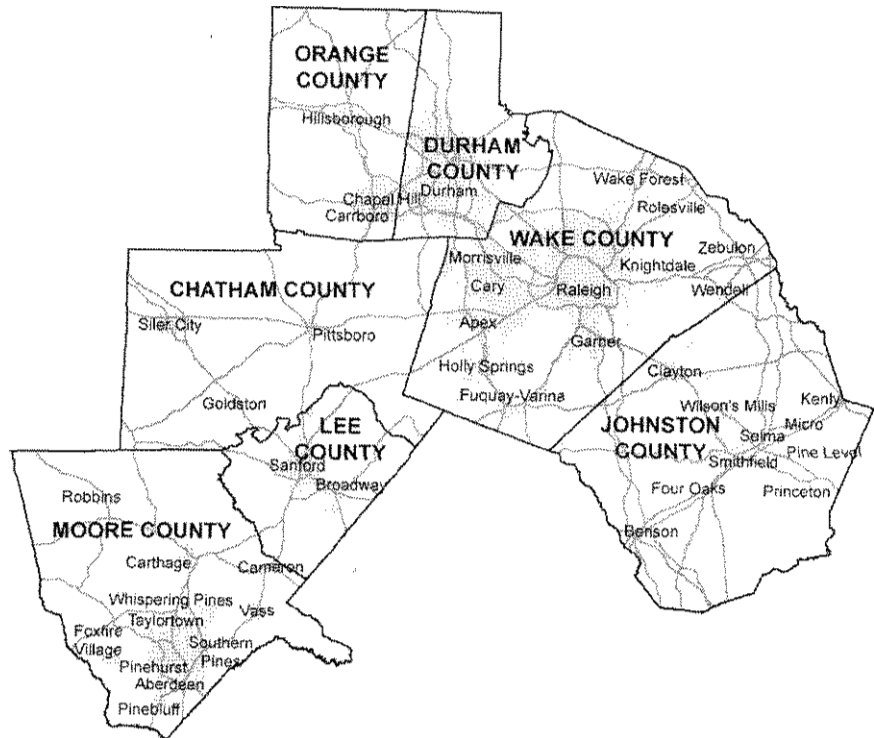 ORANGE
COUNTY
Hillsborough
DURHAM
COUNTY
Durham
Chapel Hill
Carrboro
Wake Forest
Rolesville
WAKE COUNTY
Zebulon
Morrisville
Knightdale
Cary
Raleigh
Wendell
Apex
Garner
Holly Springs
Fuquay-Varina
CHATHAM COUNTY
Siler City
Pittsboro
Goldston
LEE
COUNTY
Sanford
Broadway
Clayton
Wilson's Mills
Kenly
Micro
JOHNSTON
COUNTY
Selma
Pine Level
Smithfield
Four Oaks
Princeton
Benson
Robbins
MOORE COUNTY
Carthage
Cameron
Whispering Pines
Vass
Taylortown
Foxfire
Village
Southern
Pines
Pinehurst
Aberdeen
Pinebluff